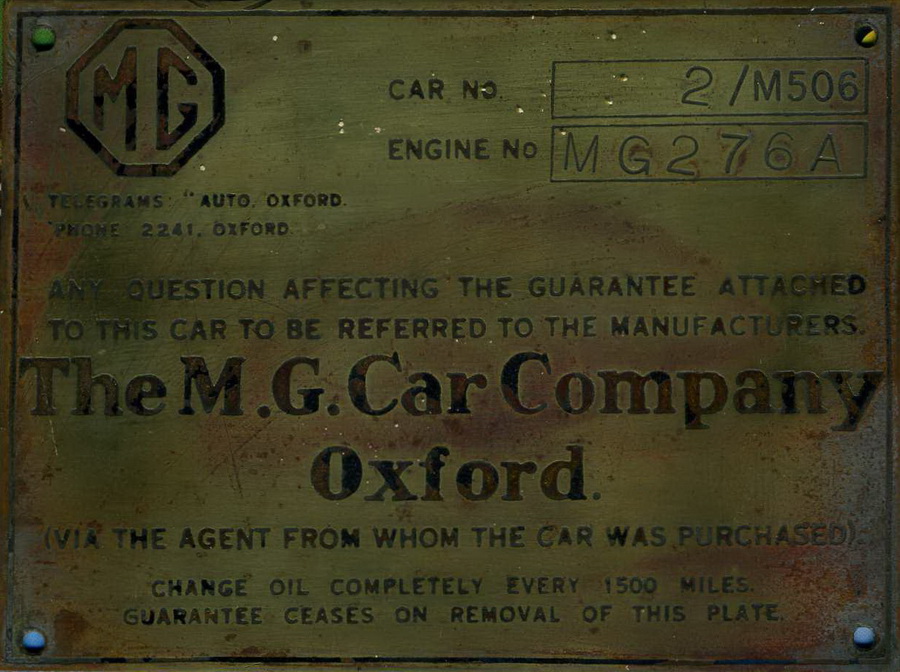 MG
CAR NO. 2/M506
ENGINE No MG276A
TELEGRAMS: "AUTO. OXFORD.
'PHONE 2241. OXFORD.
ANY QUESTION AFFECTING THE GUARANTEE ATTACHED
TO THIS CAR TO BE REFERRED TO THE MANUFACTURERS.
The M.G. Car Company
Oxford.
(VIA THE AGENT FROM WHOM THE CAR WAS PURCHASED).
CHANGE OIL COMPLETELY EVERY 1500 MILES.
GUARANTEE CEASES ON REMOVAL OF THIS PLATE.